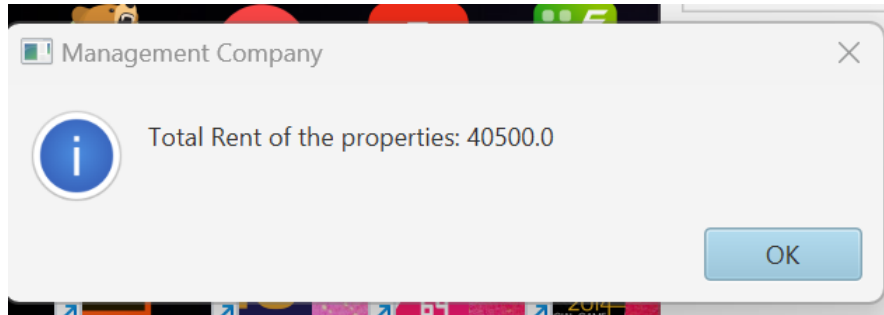 Management Company
Total Rent of the properties: 40500.0
OK